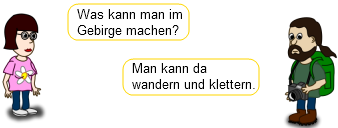 Was kann man im
Gebirge machen?
Man kann da
wandern und klettern.